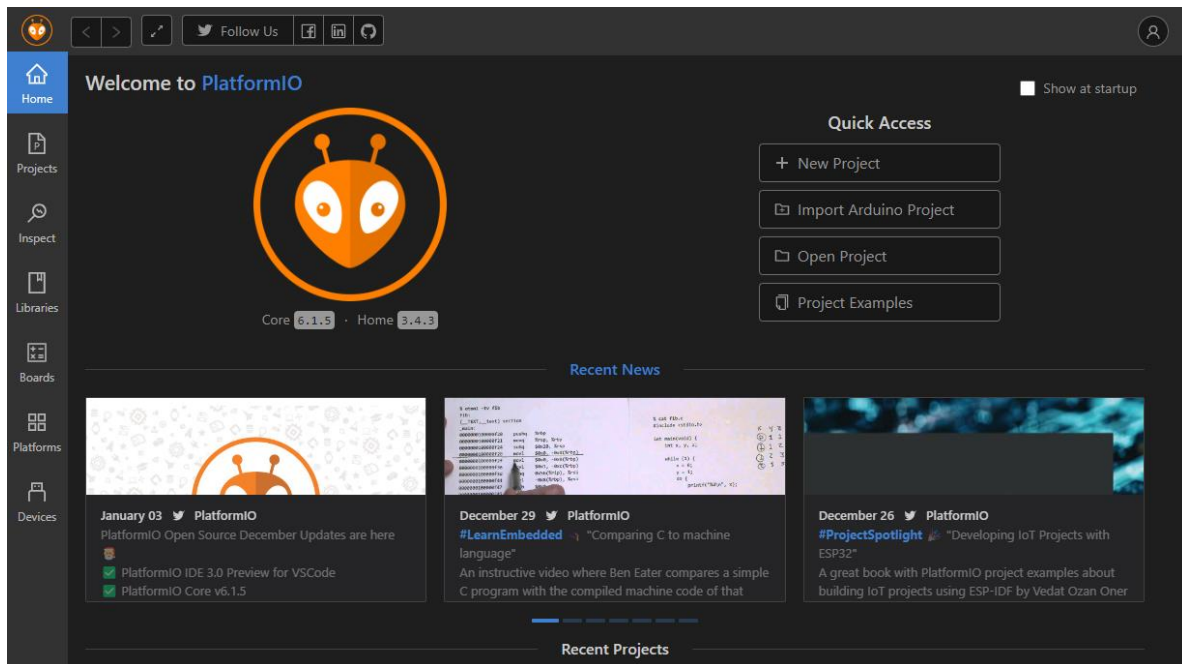 Follow Us
Home
Projects
Inspect
Libraries
Boards
Platforms
Devices
Welcome to PlatformIO
Show at startup
Core 6.1.5 · Home 3.4.3
Quick Access
New Project
Import Arduino Project
Open Project
Project Examples
Recent News
January 03 PlatformIO
PlatformIO Open Source December Updates are here
PlatformIO IDE 3.0 Preview for VSCode
PlatformIO Core v6.1.5
December 29 PlatformIO
#LearnEmbedded "Comparing C to machine
language"
An instructive video where Ben Eater compares a simple
C program with the compiled machine code of that
December 26 PlatformIO
#ProjectSpotlight "Developing IoT Projects with
ESP32"
A great book with PlatformIO project examples about
building IoT projects using ESP-IDF by Vedat Ozan Oner
Recent Projects